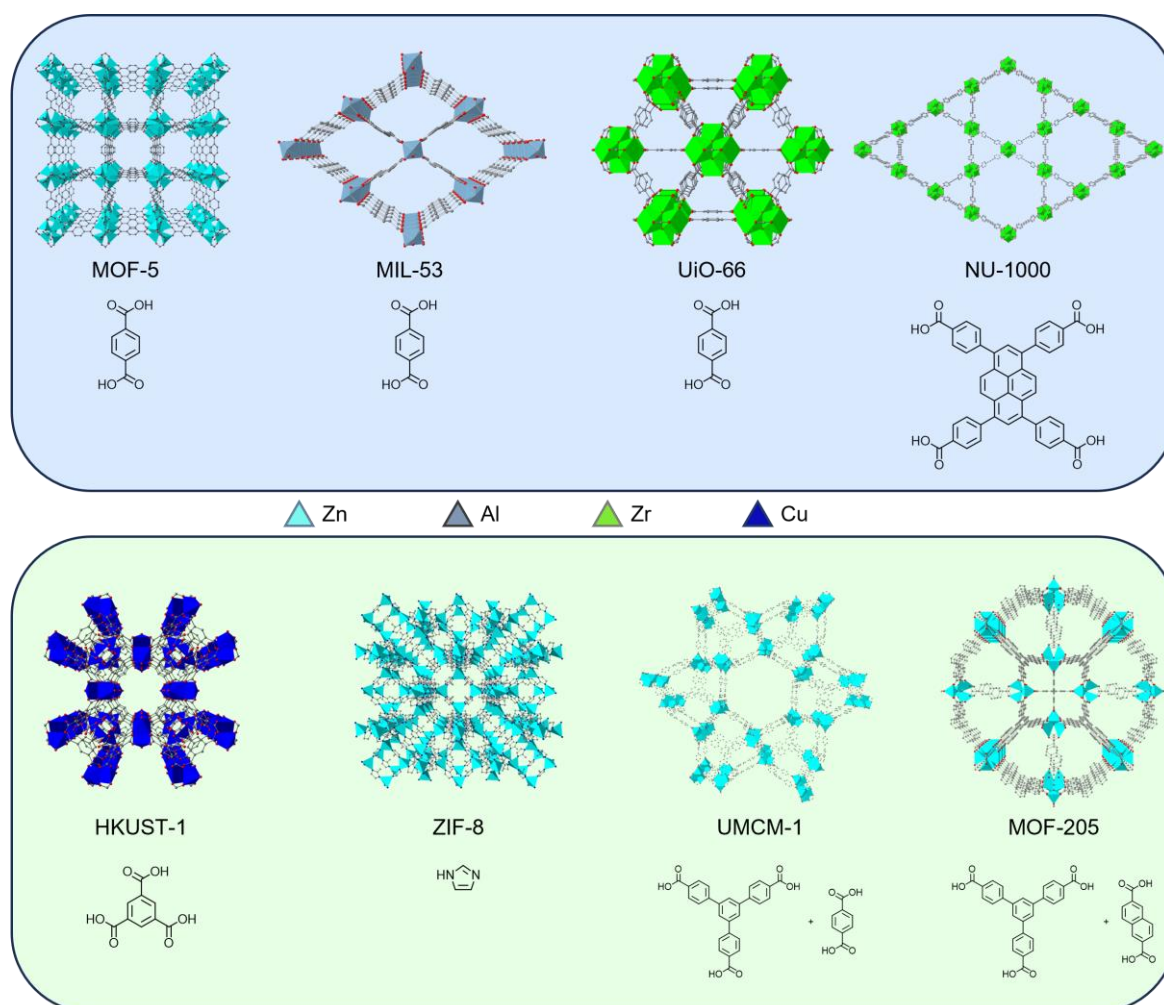 MOF-5 MIL-53 UiO-66 NU-1000
O OH O OH O OH
HO O HO O HO O
O O
HO OH
HO OH
O O
Zn Al Zr Cu
HKUST-1 ZIF-8 UMCM-1 MOF-205
O OH
HO OH
O O
HN N
O O
HO OH
O OH
+
HO O
HO O
O O
HO OH
O OH
+
HO O
HO O